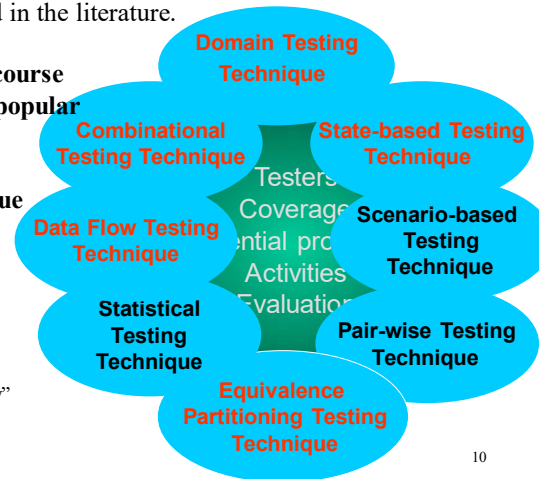 d in the literature.
course
popular
ue
y”
Domain Testing
Technique
Combinational
Testing Technique
State-based Testing
Technique
Testers
Coverage
ential pro
Activities
Evaluation
Data Flow Testing
Technique
Scenario-based
Testing
Technique
Statistical
Testing
Technique
Pair-wise Testing
Technique
Equivalence
Partitioning Testing
Technique
10